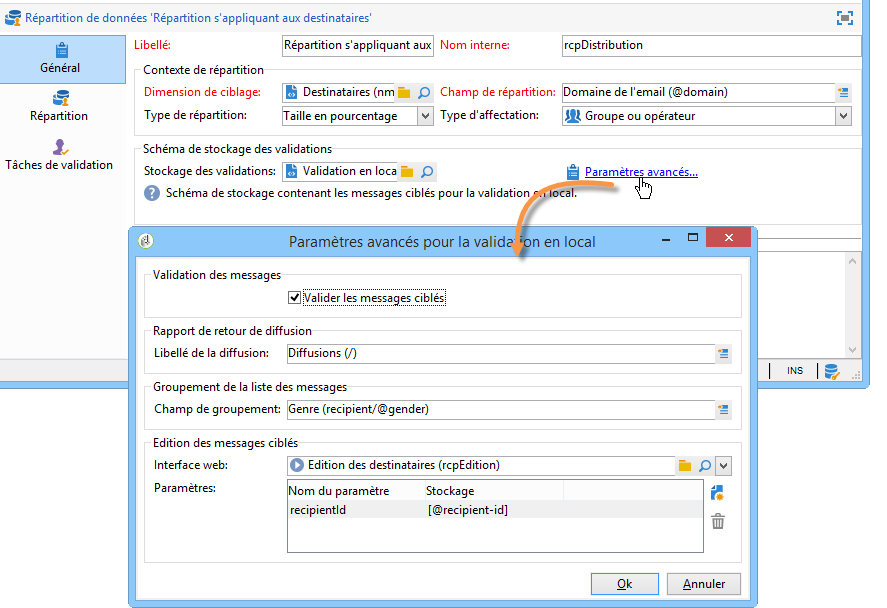 Répartition de données 'Répartition s'appliquant aux destinataires'
Général
Répartition
Tâches de validation
Libellé: Répartition s'appliquant aux Nom interne: rcpDistribution
Contexte de répartition
Dimension de ciblage: Destinataires (nm Champ de répartition: Domaine de l'email (@domain)
Type de répartition: Taille en pourcentage Type d'affectation: Groupe ou opérateur
Schéma de stockage des validations
Stockage des validations: Validation en loca Paramètres avancés...
? Schéma de stockage contenant les messages ciblés pour la validation en local.
Paramètres avancés pour la validation en local
Validation des messages
Valider les messages ciblés
Rapport de retour de diffusion
Libellé de la diffusion: Diffusions (/)
Groupement de la liste des messages
Champ de groupement: Genre (recipient/@gender)
Edition des messages ciblés
Interface web: Edition des destinataires (rcpEdition)
Paramètres:
Nom du paramètre Stockage
recipientId [@recipient-id]
Ok Annuler
INS